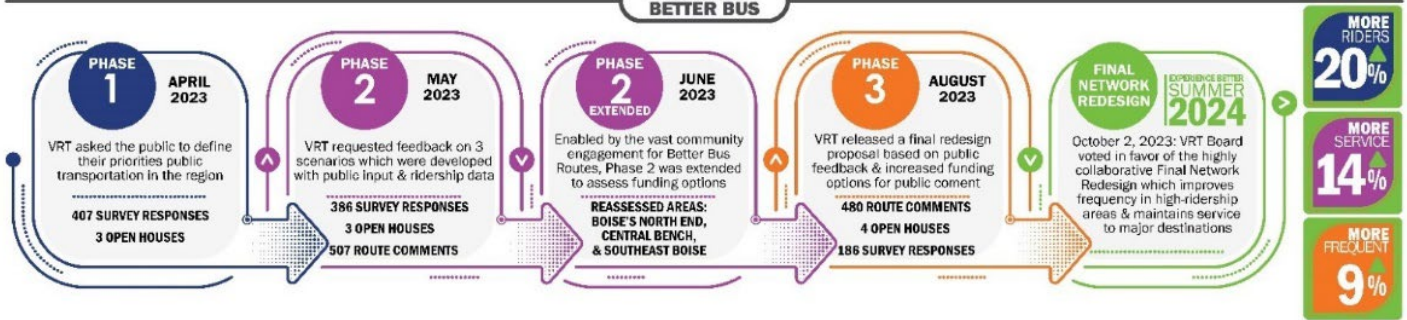 BETTER BUS
PHASE
1
APRIL
2023
VRT asked the public to define
their priorities public
transportation in the region
407 SURVEY RESPONSES
3 OPEN HOUSES
PHASE
2
MAY
2023
VRT requested feedback on 3
scenarios which were developed
with public input & ridership data
386 SURVEY RESPONSES
3 OPEN HOUSES
507 ROUTE COMMENTS
PHASE
2
EXTENDED
JUNE
2023
Enabled by the vast community
engagement for Better Bus
Routes, Phase 2 was extended
to assess funding options
REASSESSED AREAS:
BOISE'S NORTH END,
CENTRAL BENCH,
& SOUTHEAST BOISE
PHASE
3
AUGUST
2023
VRT released a final redesign
proposal based on public
feedback & increased funding
options for public coment
480 ROUTE COMMENTS
4 OPEN HOUSES
186 SURVEY RESPONSES
FINAL
NETWORK
REDESIGN
EXPERIENCE BETTER
SUMMER
2024
October 2, 2023: VRT Board
voted in favor of the highly
collaborative Final Network
Redesign which improves
frequency in high-ridership
areas & maintains service
to major destinations
MORE
RIDERS
20%
MORE
SERVICE
14%
MORE
FREQUENT
9%